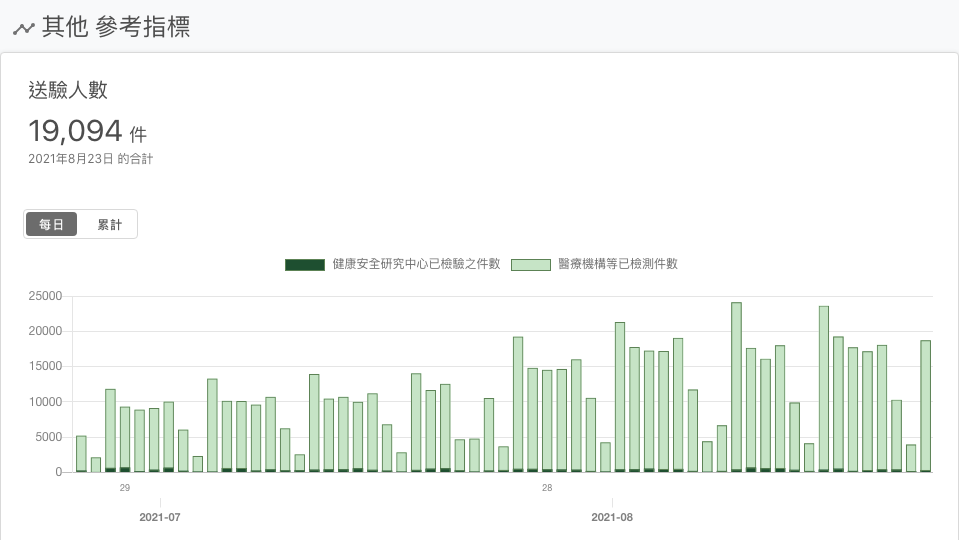 其他 參考指標
送驗人數
19,094 件
2021年8月23日 的合計
每日 累計
健康安全研究中心已檢驗之件數 醫療機構等已檢測件數
25000
20000
15000
10000
5000
0
29 28
2021-07 2021-08